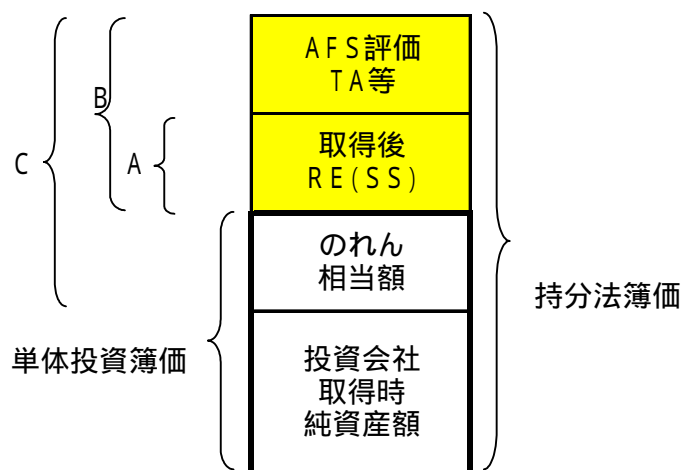 AFS評価
TA等
B
取得後
RE(SS)
A
C
のれん
相当額
持分法簿価
単体投資簿価
投資会社
取得時
純資産額